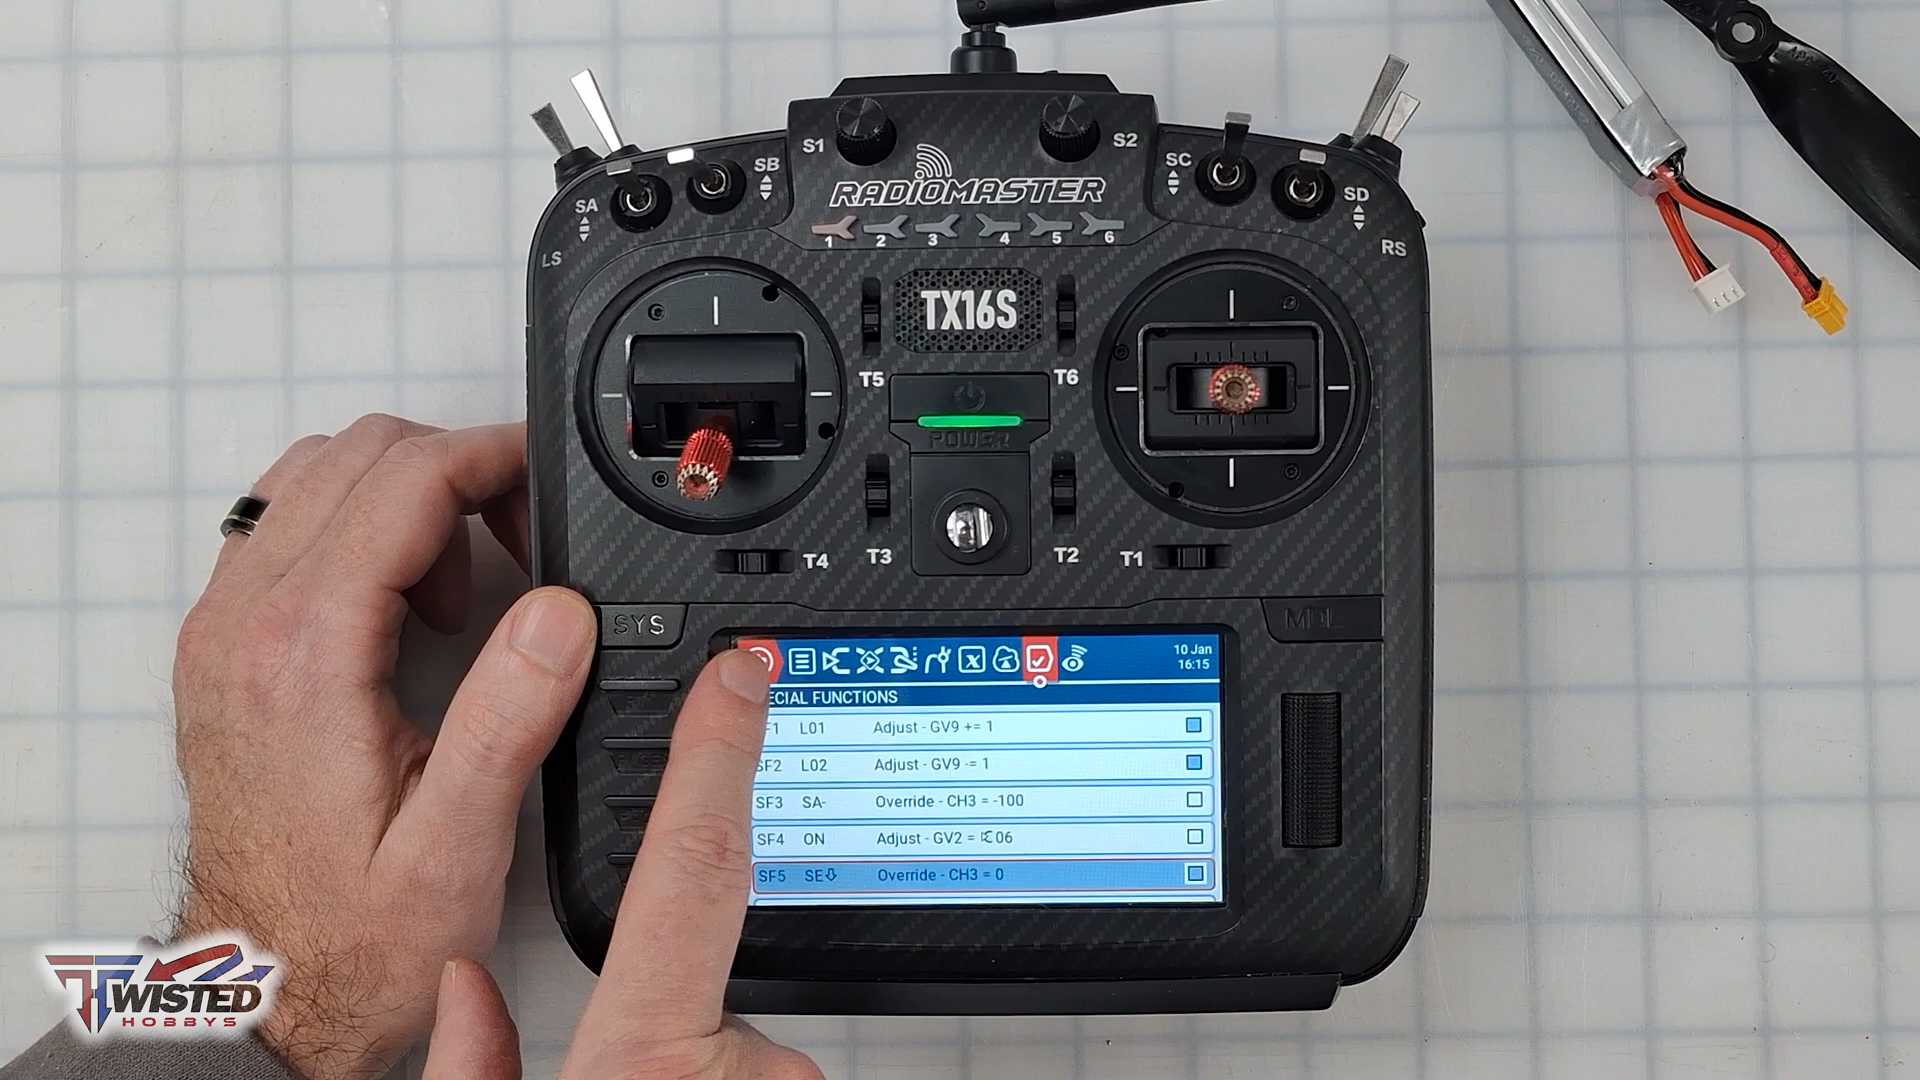 S1
S2
SB
SC
SA
SD
LS
RS
RADIOMASTER
1 2 3 4 5 6
TX16S
T5
T6
POWER
T4
T3
T2
T1
SYS
MDL
10 Jan
16:15
ECIAL FUNCTIONS
F1 L01 Adjust - GV9 += 1
SF2 L02 Adjust - GV9 -= 1
SF3 SA- Override - CH3 = -100
SF4 ON Adjust - GV2 = 06
SF5 SE Override - CH3 = 0
TWISTED
HOBBYS